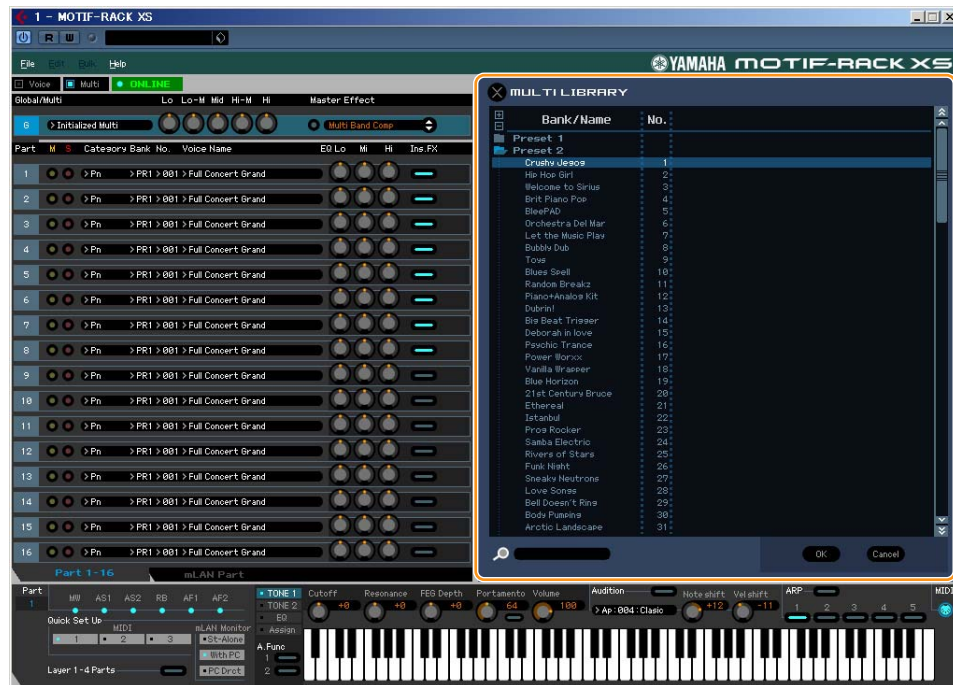 1 - MOTIF-RACK XS
R W
File Edit Bulk Help
YAMAHA MOTIF-RACK XS
Voice Multi ONLINE
Global/Multi Lo Lo-M Mid Hi-M Hi Master Effect
G > Initialized Multi Multi Band Comp
Part M S Category Bank No. Voice Name EQ Lo Mi Hi Ins.FX
1 > Pn > PR1 > 001 > Full Concert Grand
2 > Pn > PR1 > 001 > Full Concert Grand
3 > Pn > PR1 > 001 > Full Concert Grand
4 > Pn > PR1 > 001 > Full Concert Grand
5 > Pn > PR1 > 001 > Full Concert Grand
6 > Pn > PR1 > 001 > Full Concert Grand
7 > Pn > PR1 > 001 > Full Concert Grand
8 > Pn > PR1 > 001 > Full Concert Grand
9 > Pn > PR1 > 001 > Full Concert Grand
10 > Pn > PR1 > 001 > Full Concert Grand
11 > Pn > PR1 > 001 > Full Concert Grand
12 > Pn > PR1 > 001 > Full Concert Grand
13 > Pn > PR1 > 001 > Full Concert Grand
14 > Pn > PR1 > 001 > Full Concert Grand
15 > Pn > PR1 > 001 > Full Concert Grand
16 > Pn > PR1 > 001 > Full Concert Grand
Part 1-16 mLAN Part
MULTI LIBRARY
Bank/Name No.
Preset 1
Preset 2
Crushy Jegog 1
Hip Hop Girl 2
Welcome to Sirius 3
Brit Piano Pop 4
BleePAD 5
Orchestra Del Mar 6
Let the Music Play 7
Bubbly Dub 8
Toys 9
Blues Spell 10
Random Breakz 11
Piano+Analog Kit 12
Dubrin! 13
Big Beat Trigger 14
Deborah in love 15
Psychic Trance 16
Power Worxx 17
Vanilla Wrapper 18
Blue Horizon 19
21st Century Bruce 20
Ethereal 21
Istanbul 22
Prog Rocker 23
Samba Electric 24
Rivers of Stars 25
Funk Night 26
Sneaky Neutrons 27
Love Songs 28
Bell Doesn't Ring 29
Body Pumping 30
Arctic Landscape 31
OK Cancel
Part MW AS1 AS2 RB AF1 AF2
1
Quick Set Up
MIDI mLAN Monitor
1 2 3 St-Alone
With PC
PC Drct
Layer 1-4 Parts
TONE 1 Cutoff Resonance FEG Depth Portamento Volume
TONE 2 +0 +0 +0 64 100
EQ
Assign
A.Func
1
2
Audition Note shift Vel shift ARP MIDI
> Ap : 004 : Clasic +12 -11 1 2 3 4 5